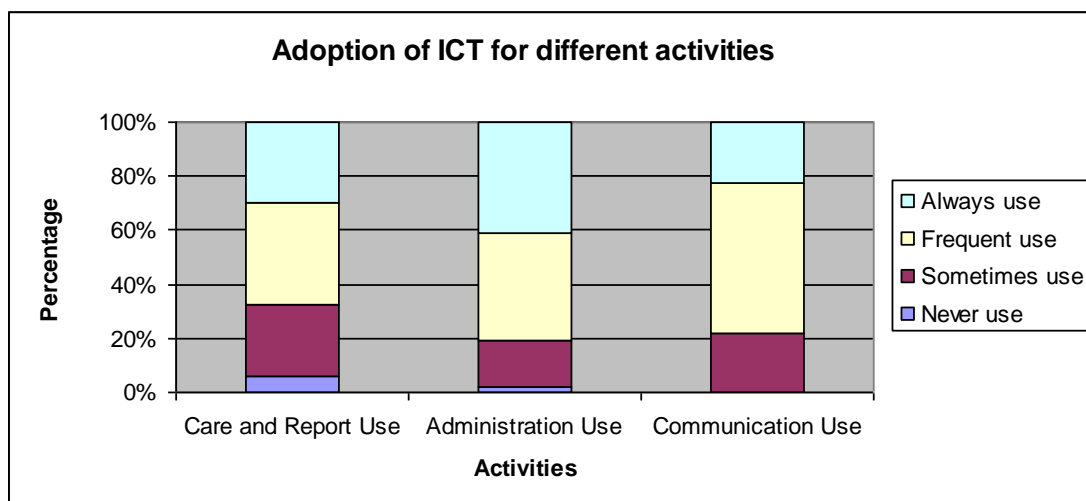 Adoption of ICT for different activities
100%
80%
60%
40%
20%
0%
Percentage
Care and Report Use
Administration Use
Communication Use
Activities
Always use
Frequent use
Sometimes use
Never use